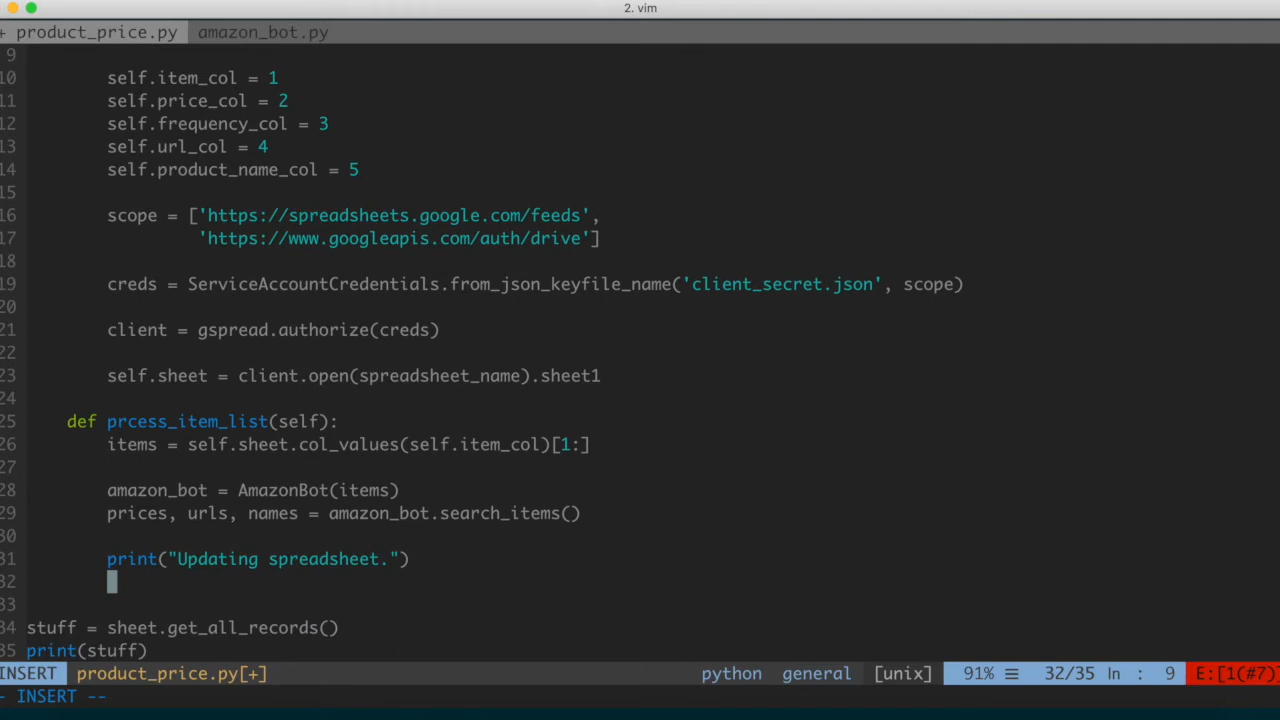 2. vim
+ product_price.py  amazon_bot.py
9
10 self.item_col = 1
11 self.price_col = 2
12 self.frequency_col = 3
13 self.url_col = 4
14 self.product_name_col = 5
15
16 scope = ['https://spreadsheets.google.com/feeds',
17 'https://www.googleapis.com/auth/drive']
18
19 creds = ServiceAccountCredentials.from_json_keyfile_name('client_secret.json', scope)
20
21 client = gspread.authorize(creds)
22
23 self.sheet = client.open(spreadsheet_name).sheet1
24
25 def prcess_item_list(self):
26 items = self.sheet.col_values(self.item_col)[1:]
27
28 amazon_bot = AmazonBot(items)
29 prices, urls, names = amazon_bot.search_items()
30
31 print("Updating spreadsheet.")
32
33
34 stuff = sheet.get_all_records()
35 print(stuff)
INSERT product_price.py[+] python general [unix] 91% ☰ 32/35 ln : 9 E:[1(#7)]
- INSERT --